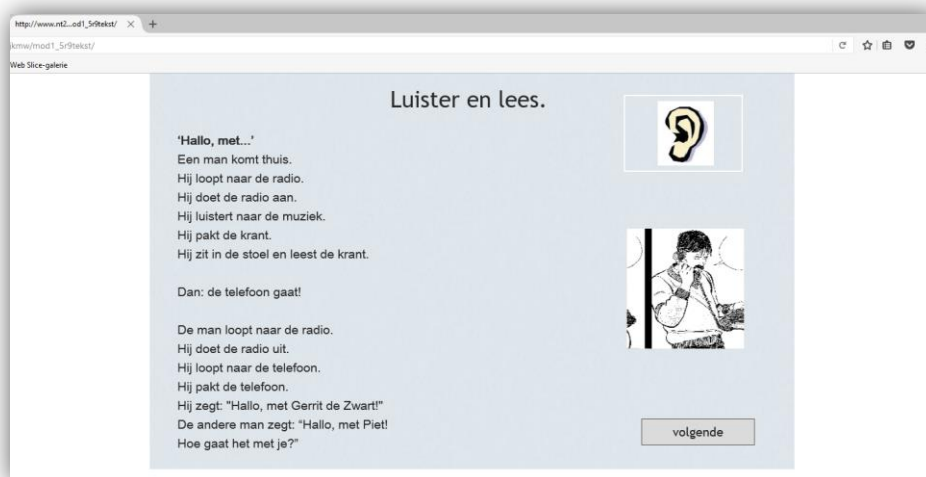 http://www.nt2...od1_5r9tekst/
jkmw/mod1_5r9tekst/
Web Slice-galerie
Luister en lees.
‘Hallo, met...’
Een man komt thuis.
Hij loopt naar de radio.
Hij doet de radio aan.
Hij luistert naar de muziek.
Hij pakt de krant.
Hij zit in de stoel en leest de krant.
Dan: de telefoon gaat!
De man loopt naar de radio.
Hij doet de radio uit.
Hij loopt naar de telefoon.
Hij pakt de telefoon.
Hij zegt: "Hallo, met Gerrit de Zwart!"
De andere man zegt: “Hallo, met Piet!
Hoe gaat het met je?”
volgende